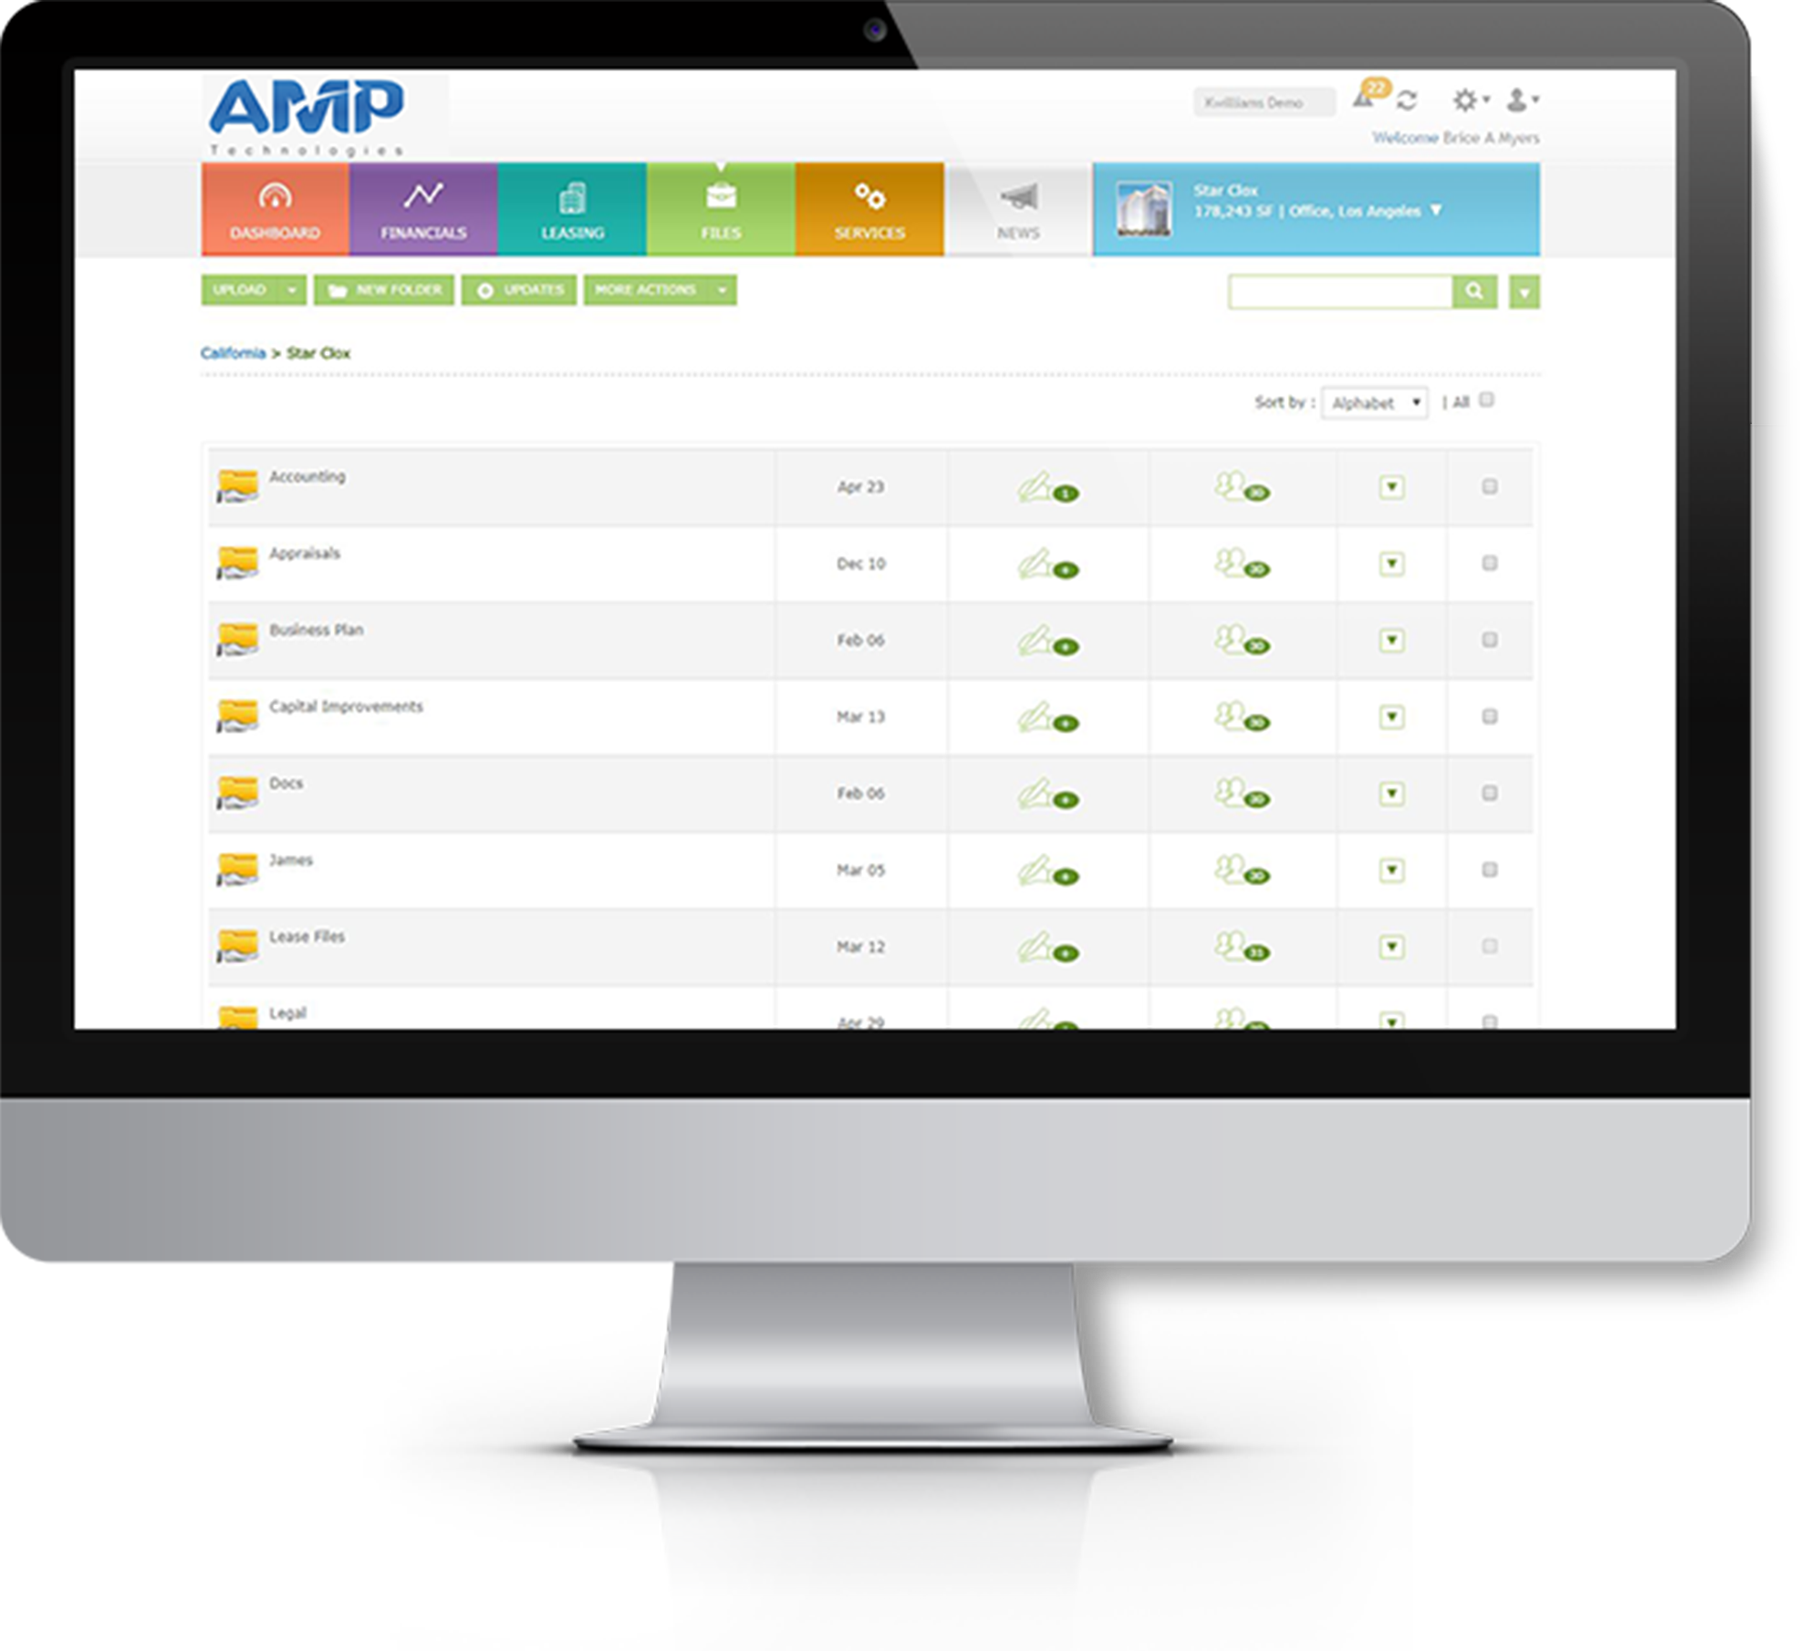 AMP
Technologies
Kwilliams Demo
22
Welcome Brice A Myers
DASHBOARD
FINANCIALS
LEASING
FILES
SERVICES
NEWS
Star Clox
178,243 SF | Office, Los Angeles
UPLOAD
NEW FOLDER
UPDATES
MORE ACTIONS
California > Star Clox
Sort by : Alphabet | All
Accounting Apr 23 1 30
Appraisals Dec 10 30
Business Plan Feb 06 30
Capital Improvements Mar 13 30
Docs Feb 06 30
James Mar 05 30
Lease Files Mar 12 31
Legal Apr 29